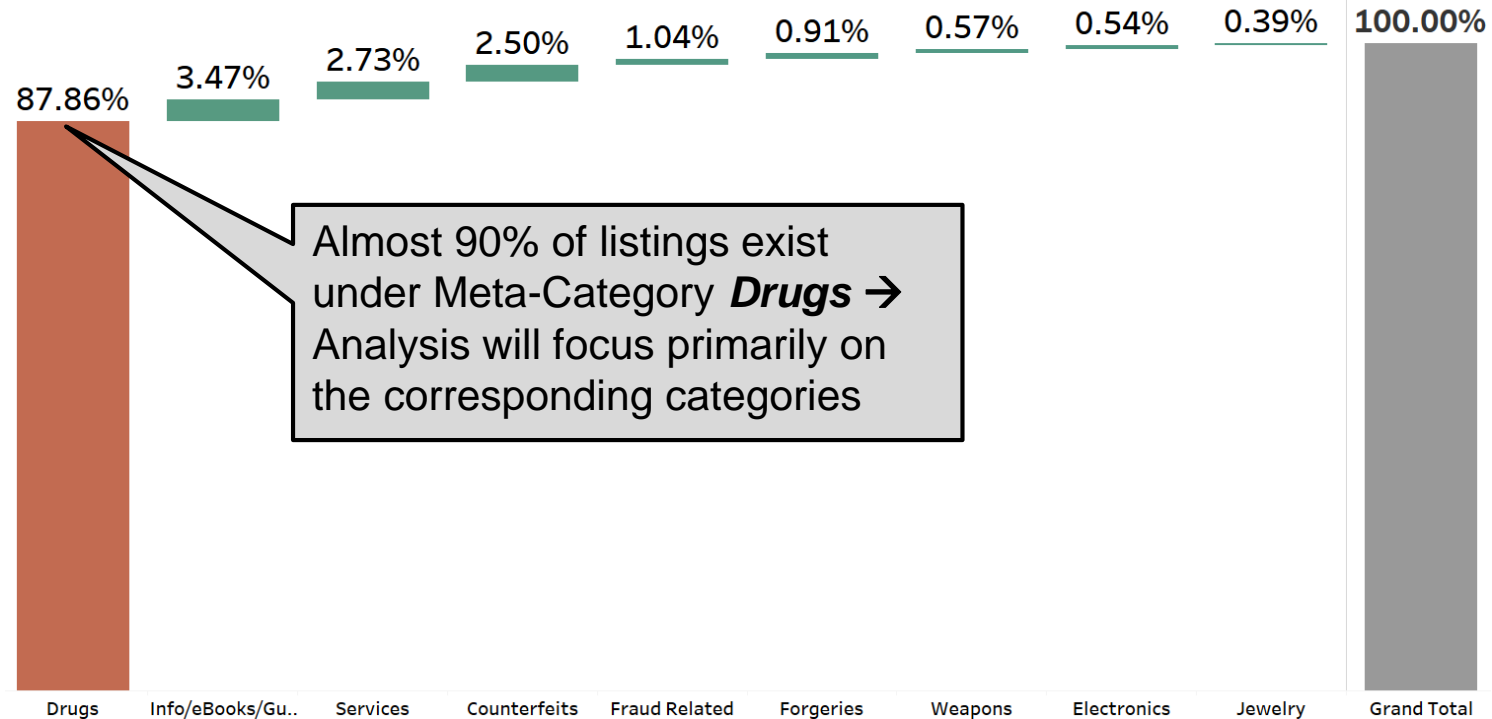 87.86%
3.47%
2.73%
2.50%
1.04%
0.91%
0.57%
0.54%
0.39%
100.00%
Almost 90% of listings exist
under Meta-Category Drugs →
Analysis will focus primarily on
the corresponding categories
Drugs
Info/eBooks/Gu..
Services
Counterfeits
Fraud Related
Forgeries
Weapons
Electronics
Jewelry
Grand Total